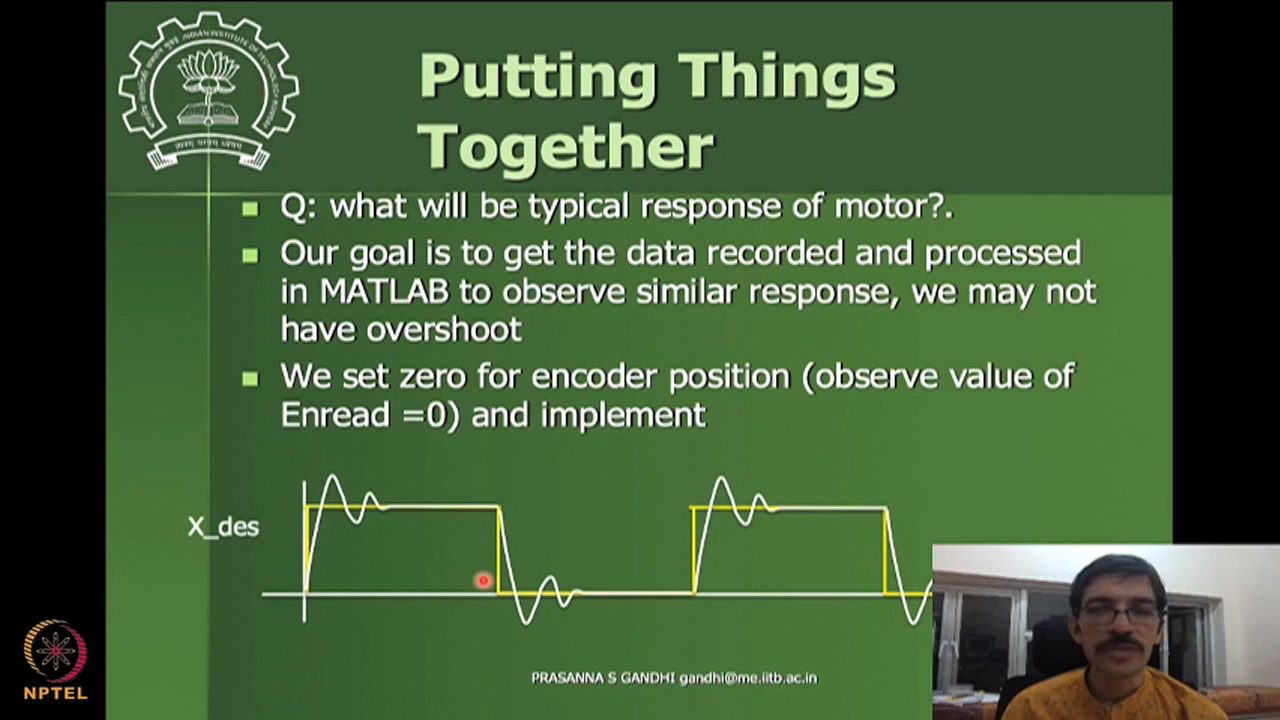 Putting Things
Together
Q: what will be typical response of motor?.
Our goal is to get the data recorded and processed
in MATLAB to observe similar response, we may not
have overshoot
We set zero for encoder position (observe value of
Enread =0) and implement
X_des
PRASANNA S GANDHI gandhi@me.iitb.ac.in
NPTEL